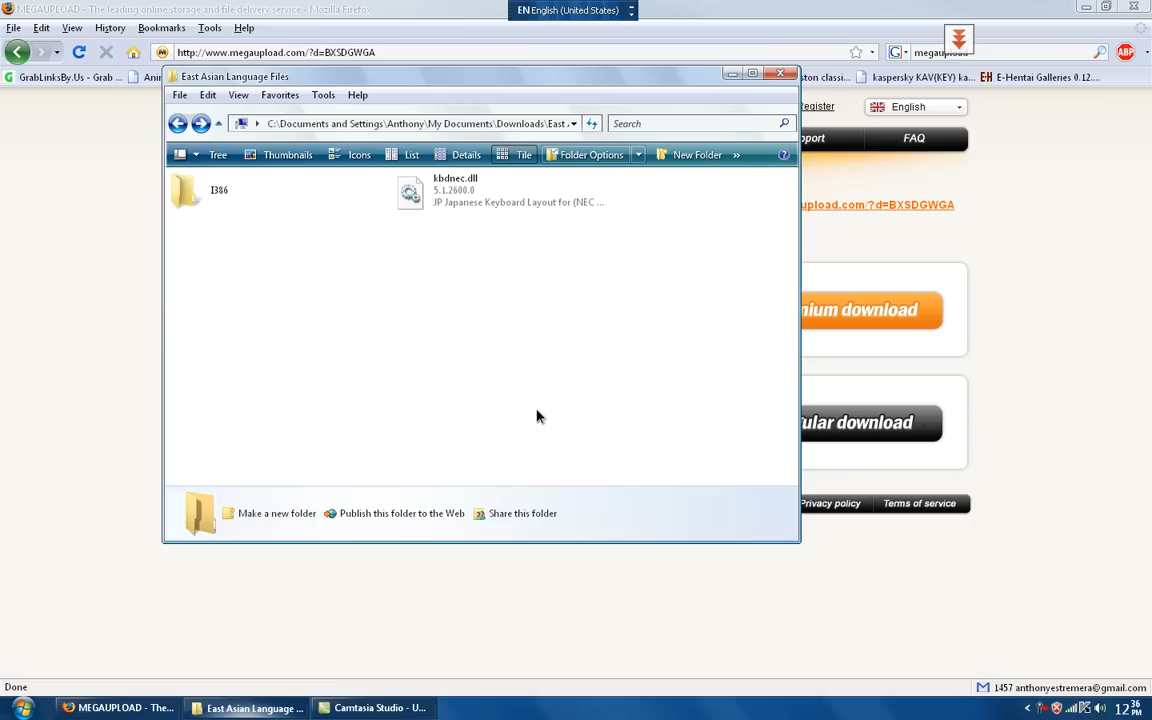 MEGAUPLOAD - The leading online storage and file delivery service - Mozilla Firefox
EN English (United States)
File Edit View History Bookmarks Tools Help
http://www.megaupload.com/?d=BXSDGWGA
megaupload
ABP
GrabLinksBy.Us - Grab ...
kaspersky KAV{KEY} ka...
E-Hentai Galleries 0.12....
East Asian Language Files
File Edit View Favorites Tools Help
C:\Documents and Settings\Anthony\My Documents\Downloads\East
Search
Tree Thumbnails Icons List Details Tile Folder Options New Folder »
I386
kbdnec.dll
5.1.2600.0
JP Japanese Keyboard Layout for (NEC ...
Make a new folder
Publish this folder to the Web
Share this folder
Register
English
FAQ
upload.com/?d=BXSDGWGA
mium download
ular download
Privacy policy
Terms of service
Done
1457 anthonyestremera@gmail.com
MEGAUPLOAD - The...
East Asian Language ...
Camtasia Studio - U...
12:36 PM